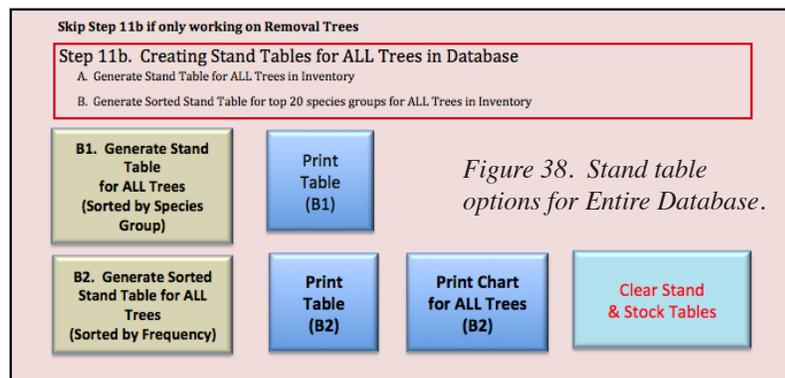 Skip Step 11b if only working on Removal Trees
Step 11b. Creating Stand Tables for ALL Trees in Database
A. Generate Stand Table for ALL Trees in Inventory
B. Generate Sorted Stand Table for top 20 species groups for ALL Trees in Inventory
B1. Generate Stand
Table
for ALL Trees
(Sorted by Species
Group)
Print
Table
(B1)
Figure 38. Stand table
options for Entire Database.
B2. Generate Sorted
Stand Table for ALL
Trees
(Sorted by Frequency)
Print
Table
(B2)
Print Chart
for ALL Trees
(B2)
Clear Stand
& Stock Tables